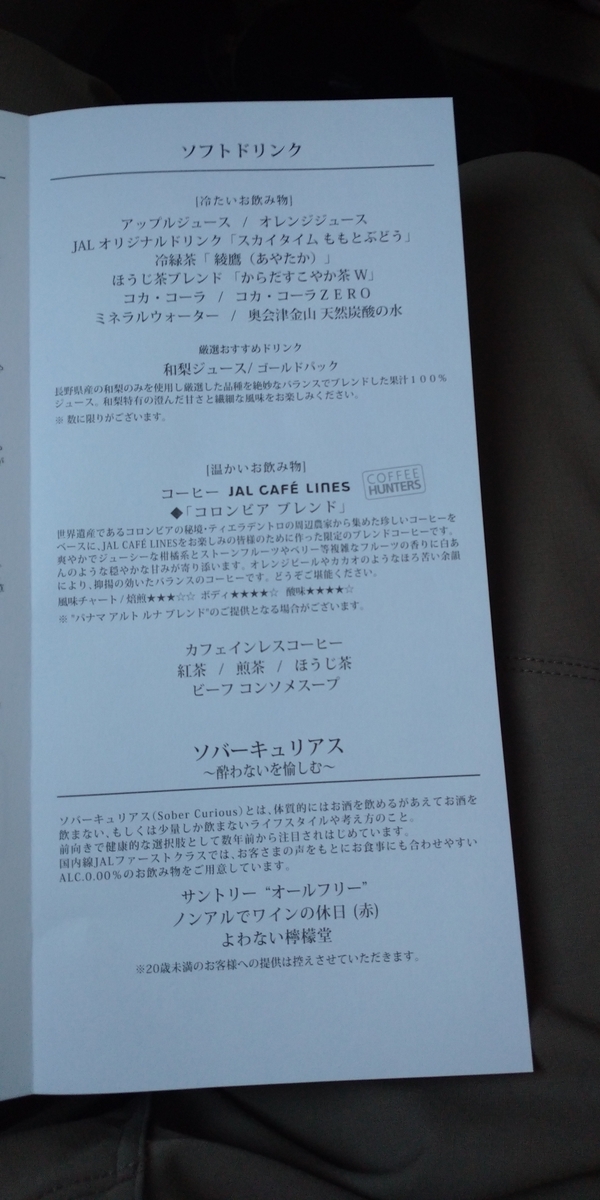 ソフトドリンク
[冷たいお飲み物]
アップルジュース / オレンジジュース
JAL オリジナルドリンク「スカイタイム ももとぶどう」
冷緑茶「 綾鷹（あやたか）」
ほうじ茶ブレンド 「からだすこやか茶 W」
コカ・コーラ / コカ・コーラZERO
ミネラルウォーター / 奥会津金山 天然炭酸の水
厳選おすすめドリンク
和梨ジュース/ ゴールドパック
長野県産の和梨のみを使用し厳選した品種を絶妙なバランスでブレンドした果汁100%
ジュース。和梨特有の澄んだ甘さと繊細な風味をお楽しみください。
※ 数に限りがございます。
[温かいお飲み物]
コーヒー JAL CAFÉ LINES
COFFEE
HUNTERS
◆「コロンビア ブレンド」
世界遺産であるコロンビアの秘境・ティエラデントロの周辺農家から集めた珍しいコーヒーを
ベースに、JAL CAFÉ LINESをお楽しみの皆様のために作った限定のブレンドコーヒーです。
爽やかでジューシーな柑橘系とストーンフルーツやベリー等複雑なフルーツの香りに白あ
んのような穏やかな甘みが寄り添います。オレンジピールやカカオのようなほろ苦い余韻
により、抑揚の効いたバランスのコーヒーです。どうぞご堪能ください。
風味チャート / 焙煎★★★☆☆ ボディ★★★★☆ 酸味★★★★☆
※ "パナマ アルト ルナ ブレンド"のご提供となる場合がございます。
カフェインレスコーヒー
紅茶 / 煎茶 / ほうじ茶
ビーフ コンソメスープ
ソバーキュリアス
～酔わないを愉しむ～
ソバーキュリアス（Sober Curious）とは、体質的にはお酒を飲めるがあえてお酒を
飲まない、もしくは少量しか飲まないライフスタイルや考え方のこと。
前向きで健康的な選択肢として数年前から注目されはじめています。
国内線JALファーストクラスでは、お客さまの声をもとにお食事にも合わせやすい
ALC.0.00%のお飲み物をご用意しています。
サントリー “オールフリー”
ノンアルでワインの休日 (赤)
よわない檸檬堂
※20歳未満のお客様への提供は控えさせていただきます。